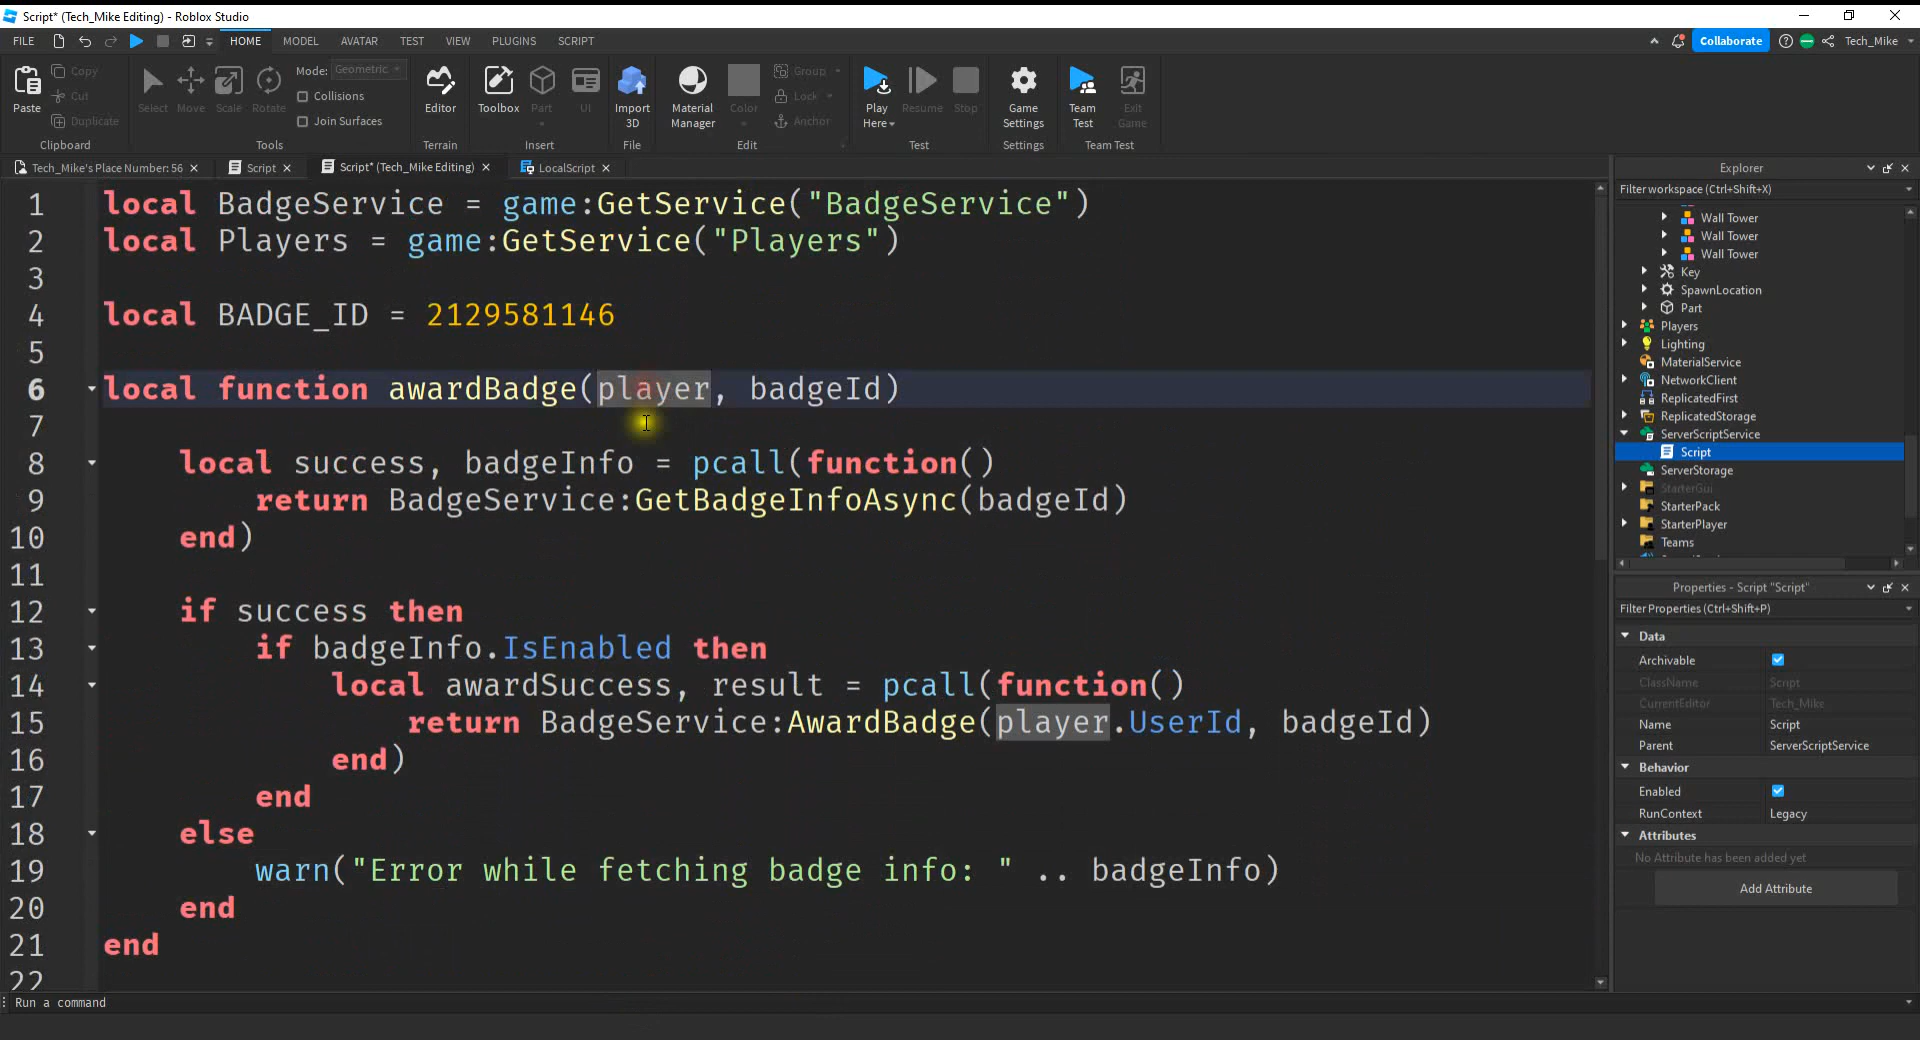 Script* (Tech_Mike Editing) - Roblox Studio
FILE HOME MODEL AVATAR TEST VIEW PLUGINS SCRIPT Collaborate Tech_Mike
Paste Copy Cut Duplicate Clipboard
Select Move Scale Rotate Mode: Geometric Collisions Join Surfaces Tools
Editor Terrain
Toolbox Part UI Insert
Import 3D File
Material Manager Color Group Lock Anchor Edit
Play Here Resume Stop Test
Game Settings Settings
Team Test Exit Game Team Test
Tech_Mike's Place Number: 56 Script Script* (Tech_Mike Editing) LocalScript
1 local BadgeService = game:GetService("BadgeService")
2 local Players = game:GetService("Players")
3
4 local BADGE_ID = 2129581146
5
6 local function awardBadge(player, badgeId)
7
8 local success, badgeInfo = pcall(function()
9 return BadgeService:GetBadgeInfoAsync(badgeId)
10 end)
11
12 if success then
13 if badgeInfo.IsEnabled then
14 local awardSuccess, result = pcall(function()
15 return BadgeService:AwardBadge(player.UserId, badgeId)
16 end)
17 end
18 else
19 warn("Error while fetching badge info: " .. badgeInfo)
20 end
21 end
22
Run a command
Explorer
Filter workspace (Ctrl+Shift+X)
Wall Tower
Wall Tower
Wall Tower
Key
SpawnLocation
Part
Players
Lighting
MaterialService
NetworkClient
ReplicatedFirst
ReplicatedStorage
ServerScriptService
Script
ServerStorage
StarterGui
StarterPack
StarterPlayer
Teams
Properties - Script "Script"
Filter Properties (Ctrl+Shift+P)
Data
Archivable
ClassName Script
CurrentEditor Tech_Mike
Name Script
Parent ServerScriptService
Behavior
Enabled
RunContext Legacy
Attributes
No Attribute has been added yet
Add Attribute